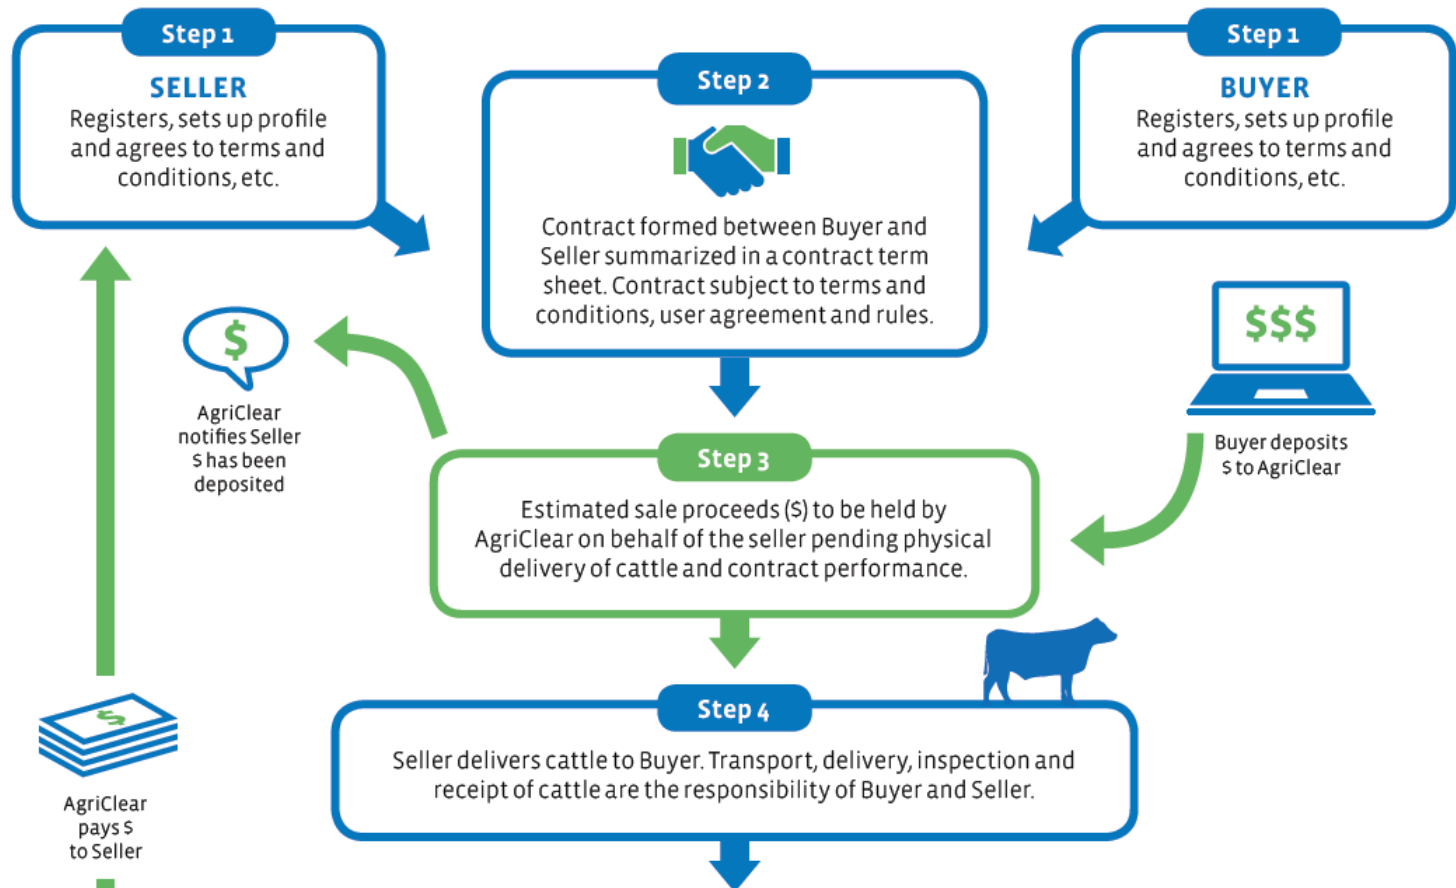 Step 1
SELLER
Registers, sets up profile
and agrees to terms and
conditions, etc.
Step 1
BUYER
Registers, sets up profile
and agrees to terms and
conditions, etc.
Step 2
Contract formed between Buyer and
Seller summarized in a contract term
sheet. Contract subject to terms and
conditions, user agreement and rules.
$
AgriClear
notifies Seller
$ has been
deposited
$$$
Buyer deposits
$ to AgriClear
Step 3
Estimated sale proceeds ($) to be held by
AgriClear on behalf of the seller pending physical
delivery of cattle and contract performance.
Step 4
Seller delivers cattle to Buyer. Transport, delivery, inspection and
receipt of cattle are the responsibility of Buyer and Seller.
$
AgriClear
pays $
to Seller